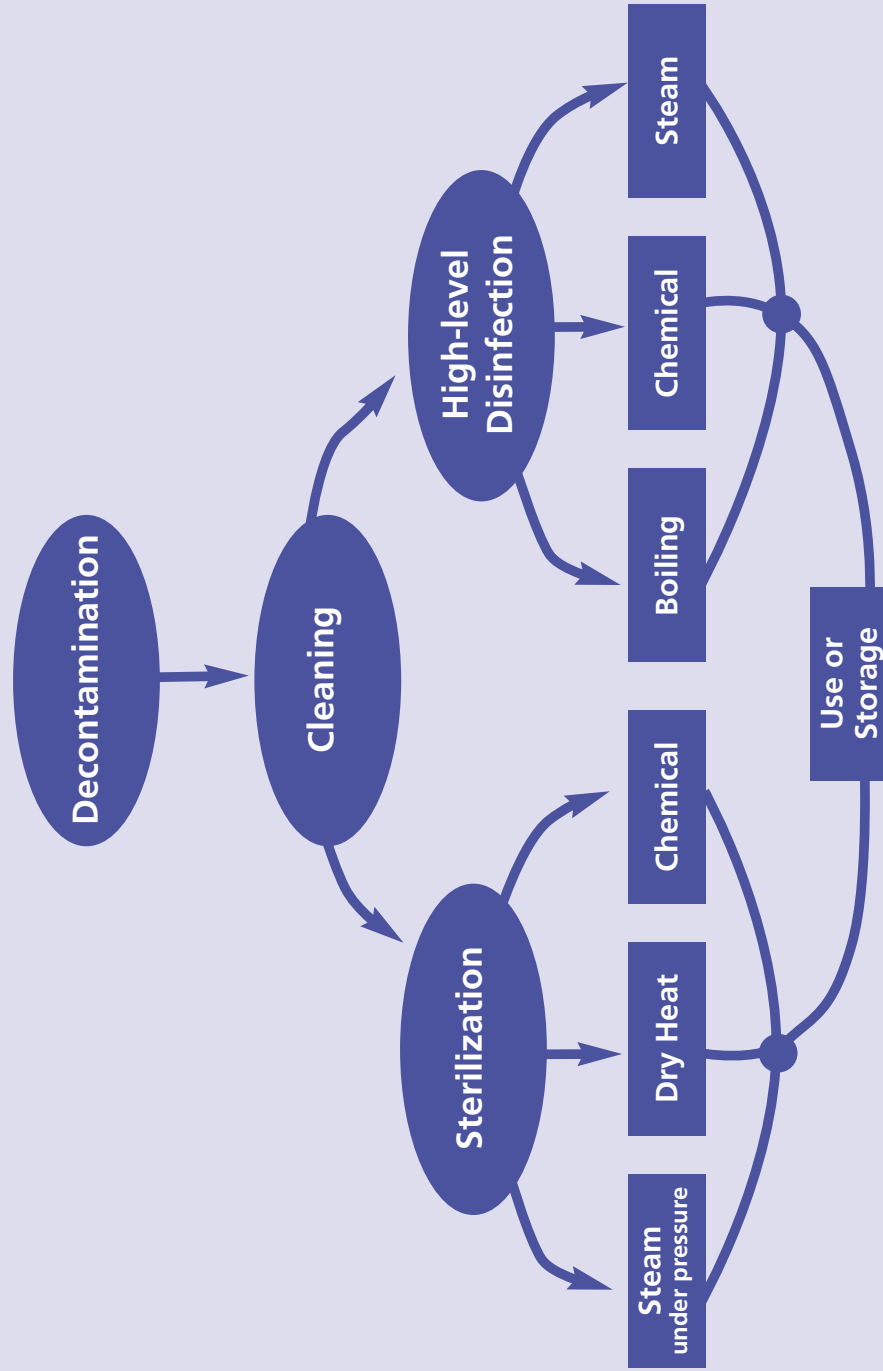 Decontamination
Cleaning
Sterilization
High-level
Disinfection
Steam
under pressure
Dry Heat
Chemical
Boiling
Chemical
Steam
Use or
Storage